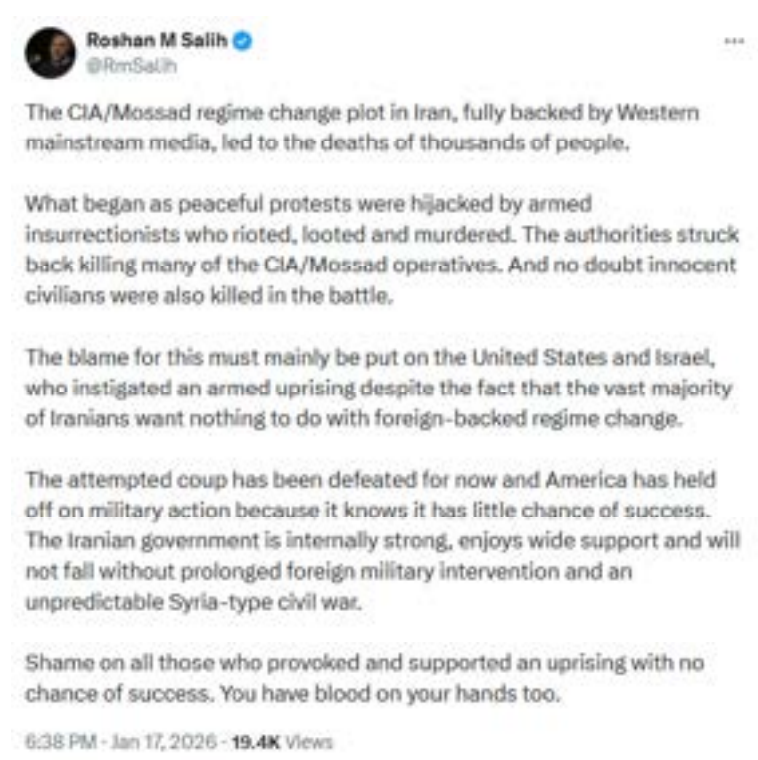 Roshan M Salih
@RmSalih
The CIA/Mossad regime change plot in Iran, fully backed by Western
mainstream media, led to the deaths of thousands of people.
What began as peaceful protests were hijacked by armed
insurrectionists who rioted, looted and murdered. The authorities struck
back killing many of the CIA/Mossad operatives. And no doubt innocent
civilians were also killed in the battle.
The blame for this must mainly be put on the United States and Israel,
who instigated an armed uprising despite the fact that the vast majority
of Iranians want nothing to do with foreign-backed regime change.
The attempted coup has been defeated for now and America has held
off on military action because it knows it has little chance of success.
The Iranian government is internally strong, enjoys wide support and will
not fall without prolonged foreign military intervention and an
unpredictable Syria-type civil war.
Shame on all those who provoked and supported an uprising with no
chance of success. You have blood on your hands too.
6:38 PM · Jan 17, 2026 · 19.4K Views